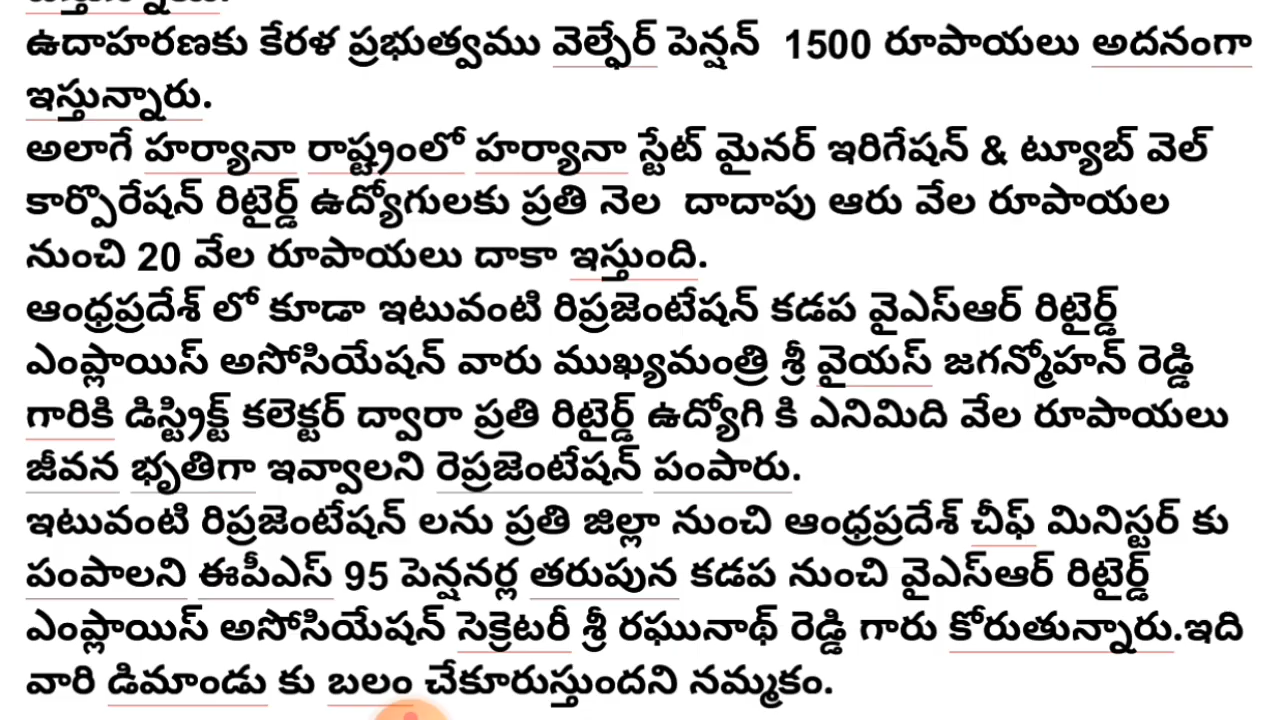 ఉదాహరణకు కేరళ ప్రభుత్వము వెల్ఫేర్ పెన్షన్ 1500 రూపాయలు అదనంగా
ఇస్తున్నారు.
అలాగే హర్యానా రాష్ట్రంలో హర్యానా స్టేట్ మైనర్ ఇరిగేషన్ & ట్యూబ్ వెల్
కార్పొరేషన్ రిటైర్డ్ ఉద్యోగులకు ప్రతి నెల దాదాపు ఆరు వేల రూపాయల
నుంచి 20 వేల రూపాయలు దాకా ఇస్తుంది.
ఆంధ్రప్రదేశ్ లో కూడా ఇటువంటి రిప్రజెంటేషన్ కడప వైఎస్ఆర్ రిటైర్డ్
ఎంప్లాయిస్ అసోసియేషన్ వారు ముఖ్యమంత్రి శ్రీ వైయస్ జగన్మోహన్ రెడ్డి
గారికి డిస్ట్రిక్ట్ కలెక్టర్ ద్వారా ప్రతి రిటైర్డ్ ఉద్యోగి కి ఎనిమిది వేల రూపాయలు
జీవన భృతిగా ఇవ్వాలని రెప్రజెంటేషన్ పంపారు.
ఇటువంటి రిప్రజెంటేషన్ లను ప్రతి జిల్లా నుంచి ఆంధ్రప్రదేశ్ చీఫ్ మినిస్టర్ కు
పంపాలని ఈపీఎస్ 95 పెన్షనర్ల తరుపున కడప నుంచి వైఎస్ఆర్ రిటైర్డ్
ఎంప్లాయిస్ అసోసియేషన్ సెక్రెటరీ శ్రీ రఘునాథ్ రెడ్డి గారు కోరుతున్నారు.ఇది
వారి డిమాండు కు బలం చేకూరుస్తుందని నమ్మకం.